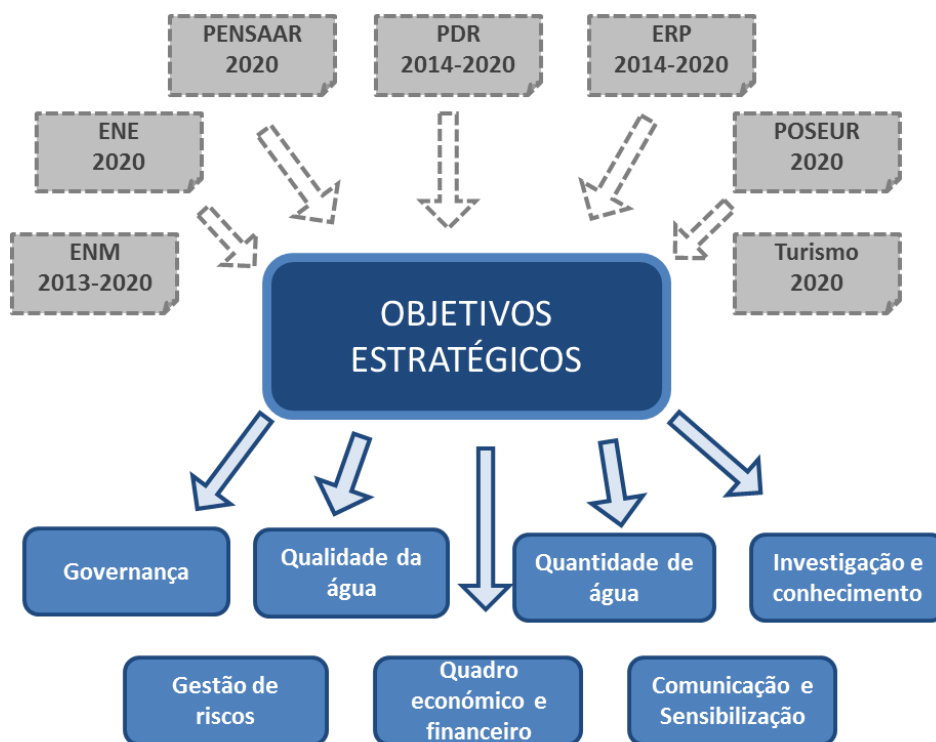 PENSAAR
2020
PDR
2014-2020
ERP
2014-2020
ENE
2020
POSEUR
2020
ENM
2013-2020
Turismo
2020
OBJETIVOS
ESTRATÉGICOS
Governança
Qualidade da
água
Quantidade de
água
Investigação e
conhecimento
Gestão de
riscos
Quadro
económico e
financeiro
Comunicação e
Sensibilização